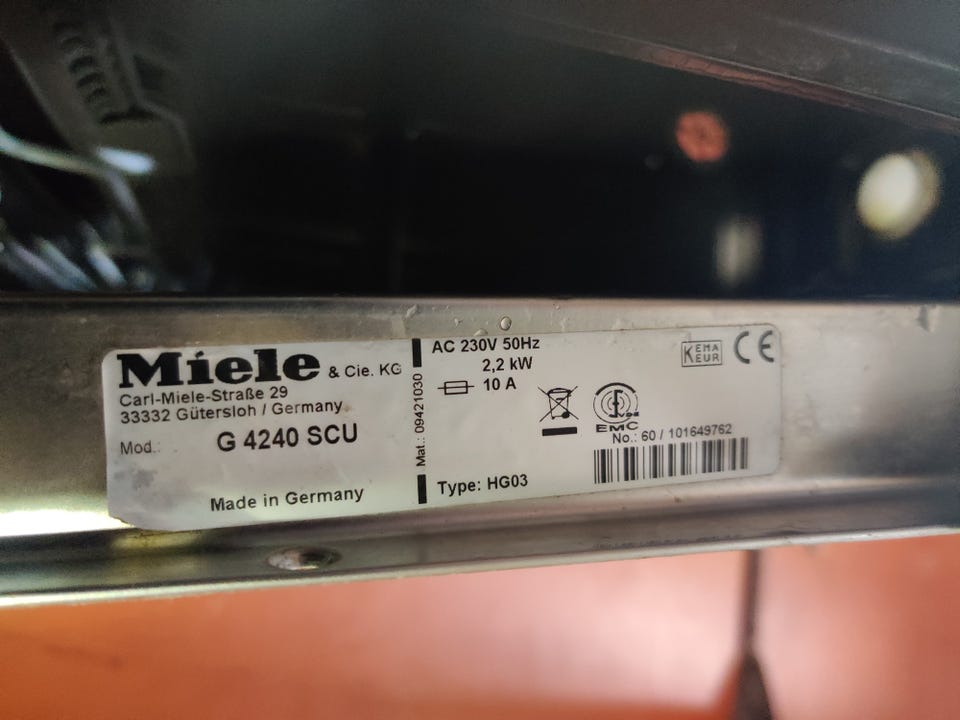 Miele & Cie. KG
Carl-Miele-Straße 29
33332 Gütersloh / Germany
Mod.: G 4240 SCU
Made in Germany
Mat.: 09421030
AC 230V 50Hz
2,2 kW
10 A
Type: HG03
KEMA
EUR
CE
EMC
No.: 60 / 101649762